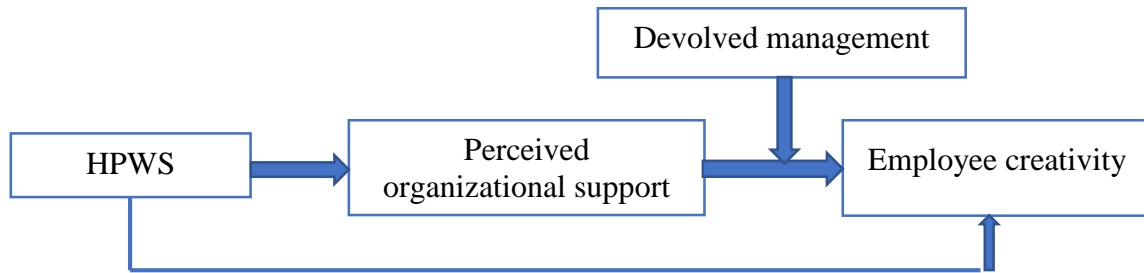 Devolved management
HPWS
Perceived
organizational support
Employee creativity